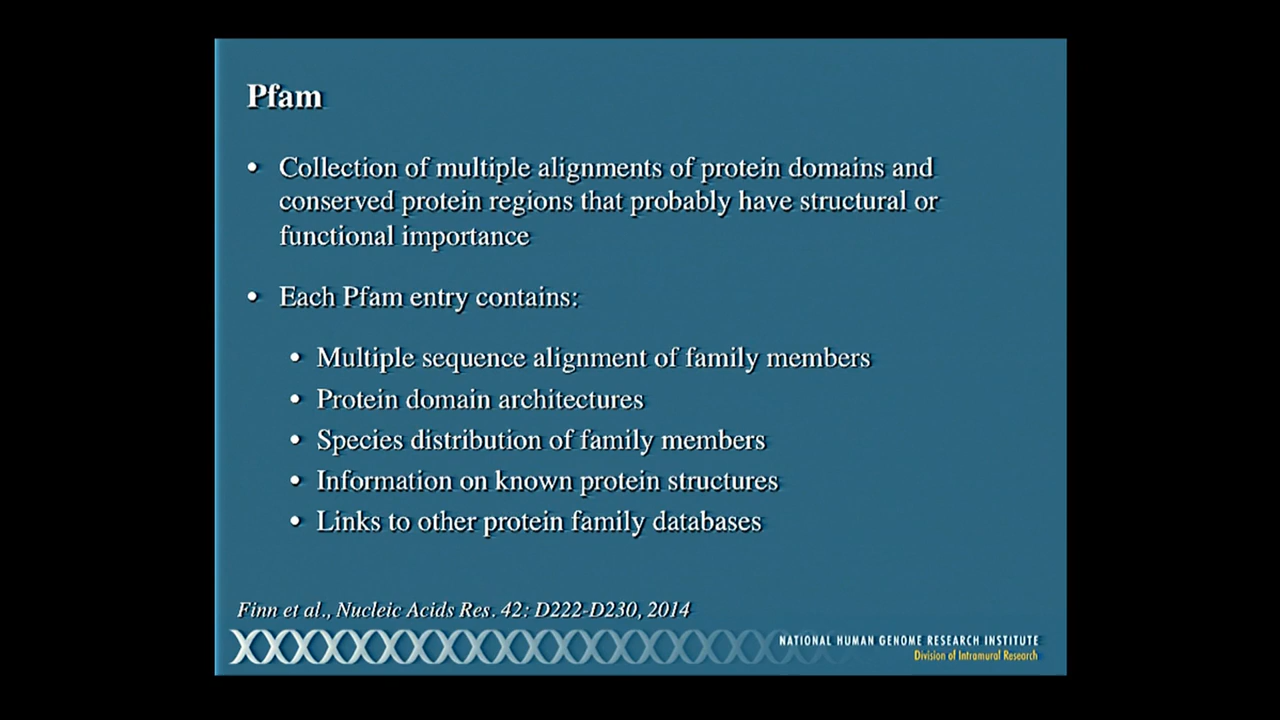 Pfam
• Collection of multiple alignments of protein domains and
conserved protein regions that probably have structural or
functional importance
• Each Pfam entry contains:
• Multiple sequence alignment of family members
• Protein domain architectures
• Species distribution of family members
• Information on known protein structures
• Links to other protein family databases
Finn et al., Nucleic Acids Res. 42: D222-D230, 2014
NATIONAL HUMAN GENOME RESEARCH INSTITUTE
Division of Intramural Research